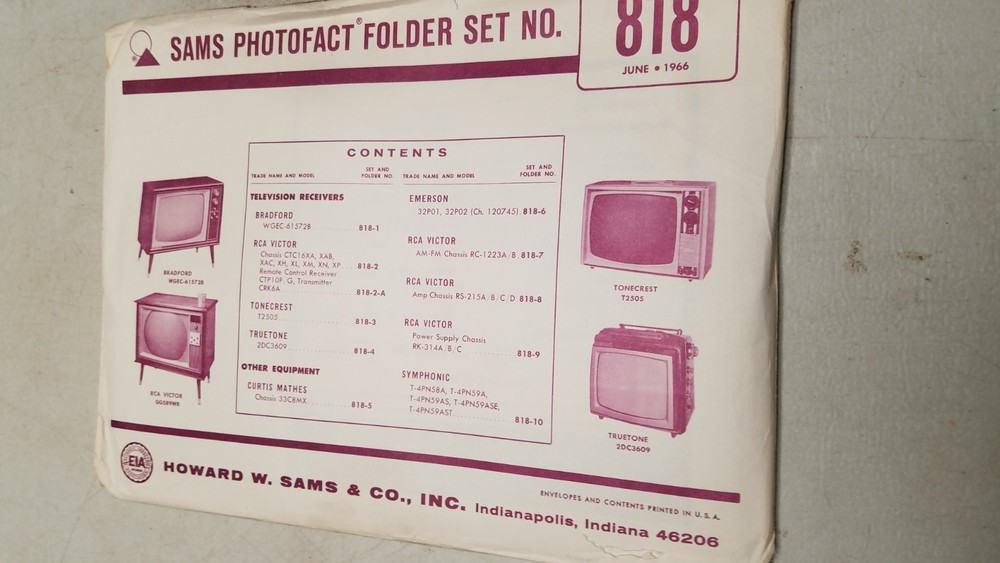 SAMS PHOTOFACT® FOLDER SET NO.
818
JUNE • 1966
CONTENTS
TRADE NAME AND MODEL
SET AND
FOLDER NO.
TELEVISION RECEIVERS
BRADFORD
WGEC-61572B 818-1
RCA VICTOR
Chassis CTC16XA, XAB,
XAC, XH, XL, XM, XN, XP 818-2
Remote Control Receiver
CTP10F, G, Transmitter
CRK6A 818-2-A
TONECREST
T2505 818-3
TRUETONE
2DC3609 818-4
OTHER EQUIPMENT
CURTIS MATHES
Chassis 33C8MX 818-5
TRADE NAME AND MODEL
SET AND
FOLDER NO.
EMERSON
32P01, 32P02 (Ch. 120745) 818-6
RCA VICTOR
AM-FM Chassis RC-1223A/B 818-7
RCA VICTOR
Amp Chassis RS-215A/B/C/D 818-8
RCA VICTOR
Power Supply Chassis
RK-314A/B/C 818-9
SYMPHONIC
T-4PN58A, T-4PN59A,
T-4PN59AS, T-4PN59ASE,
T-4PN59AST 818-10
BRADFORD
WGEC-61572B
RCA VICTOR
TONECREST
T2505
TRUETONE
2DC3609
EIA
HOWARD W. SAMS & CO., INC. Indianapolis, Indiana 46206
ENVELOPES AND CONTENTS PRINTED IN U.S.A.